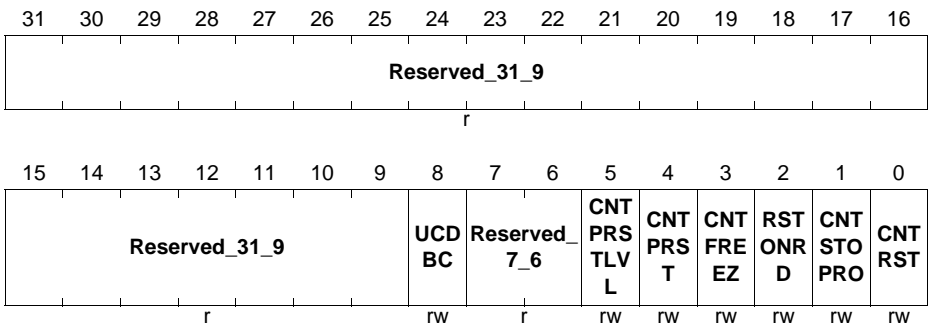 31 30 29 28 27 26 25 24 23 22 21 20 19 18 17 16
Reserved_31_9
r
15 14 13 12 11 10 9 8 7 6 5 4 3 2 1 0
Reserved_31_9
UCD
BC
Reserved_
7_6
CNT
PRS
TLV
L
CNT
PRS
T
CNT
FRE
EZ
RST
ONR
D
CNT
STO
PRO
CNT
RST
r rw r rw rw rw rw rw rw